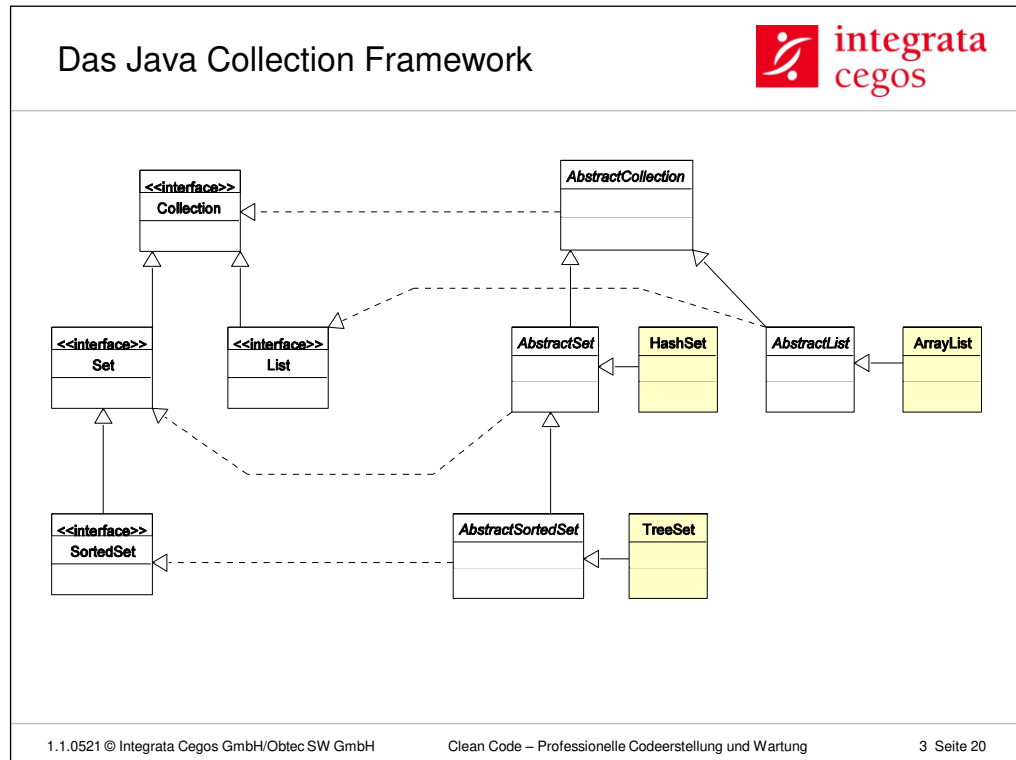 Das Java Collection Framework
integrata
cegos
<<interface>>
Collection
AbstractCollection
<<interface>>
Set
<<interface>>
List
AbstractSet
HashSet
AbstractList
ArrayList
<<interface>>
SortedSet
AbstractSortedSet
TreeSet
1.1.0521 © Integrata Cegos GmbH/Obtec SW GmbH
Clean Code – Professionelle Codeerstellung und Wartung
3 Seite 20